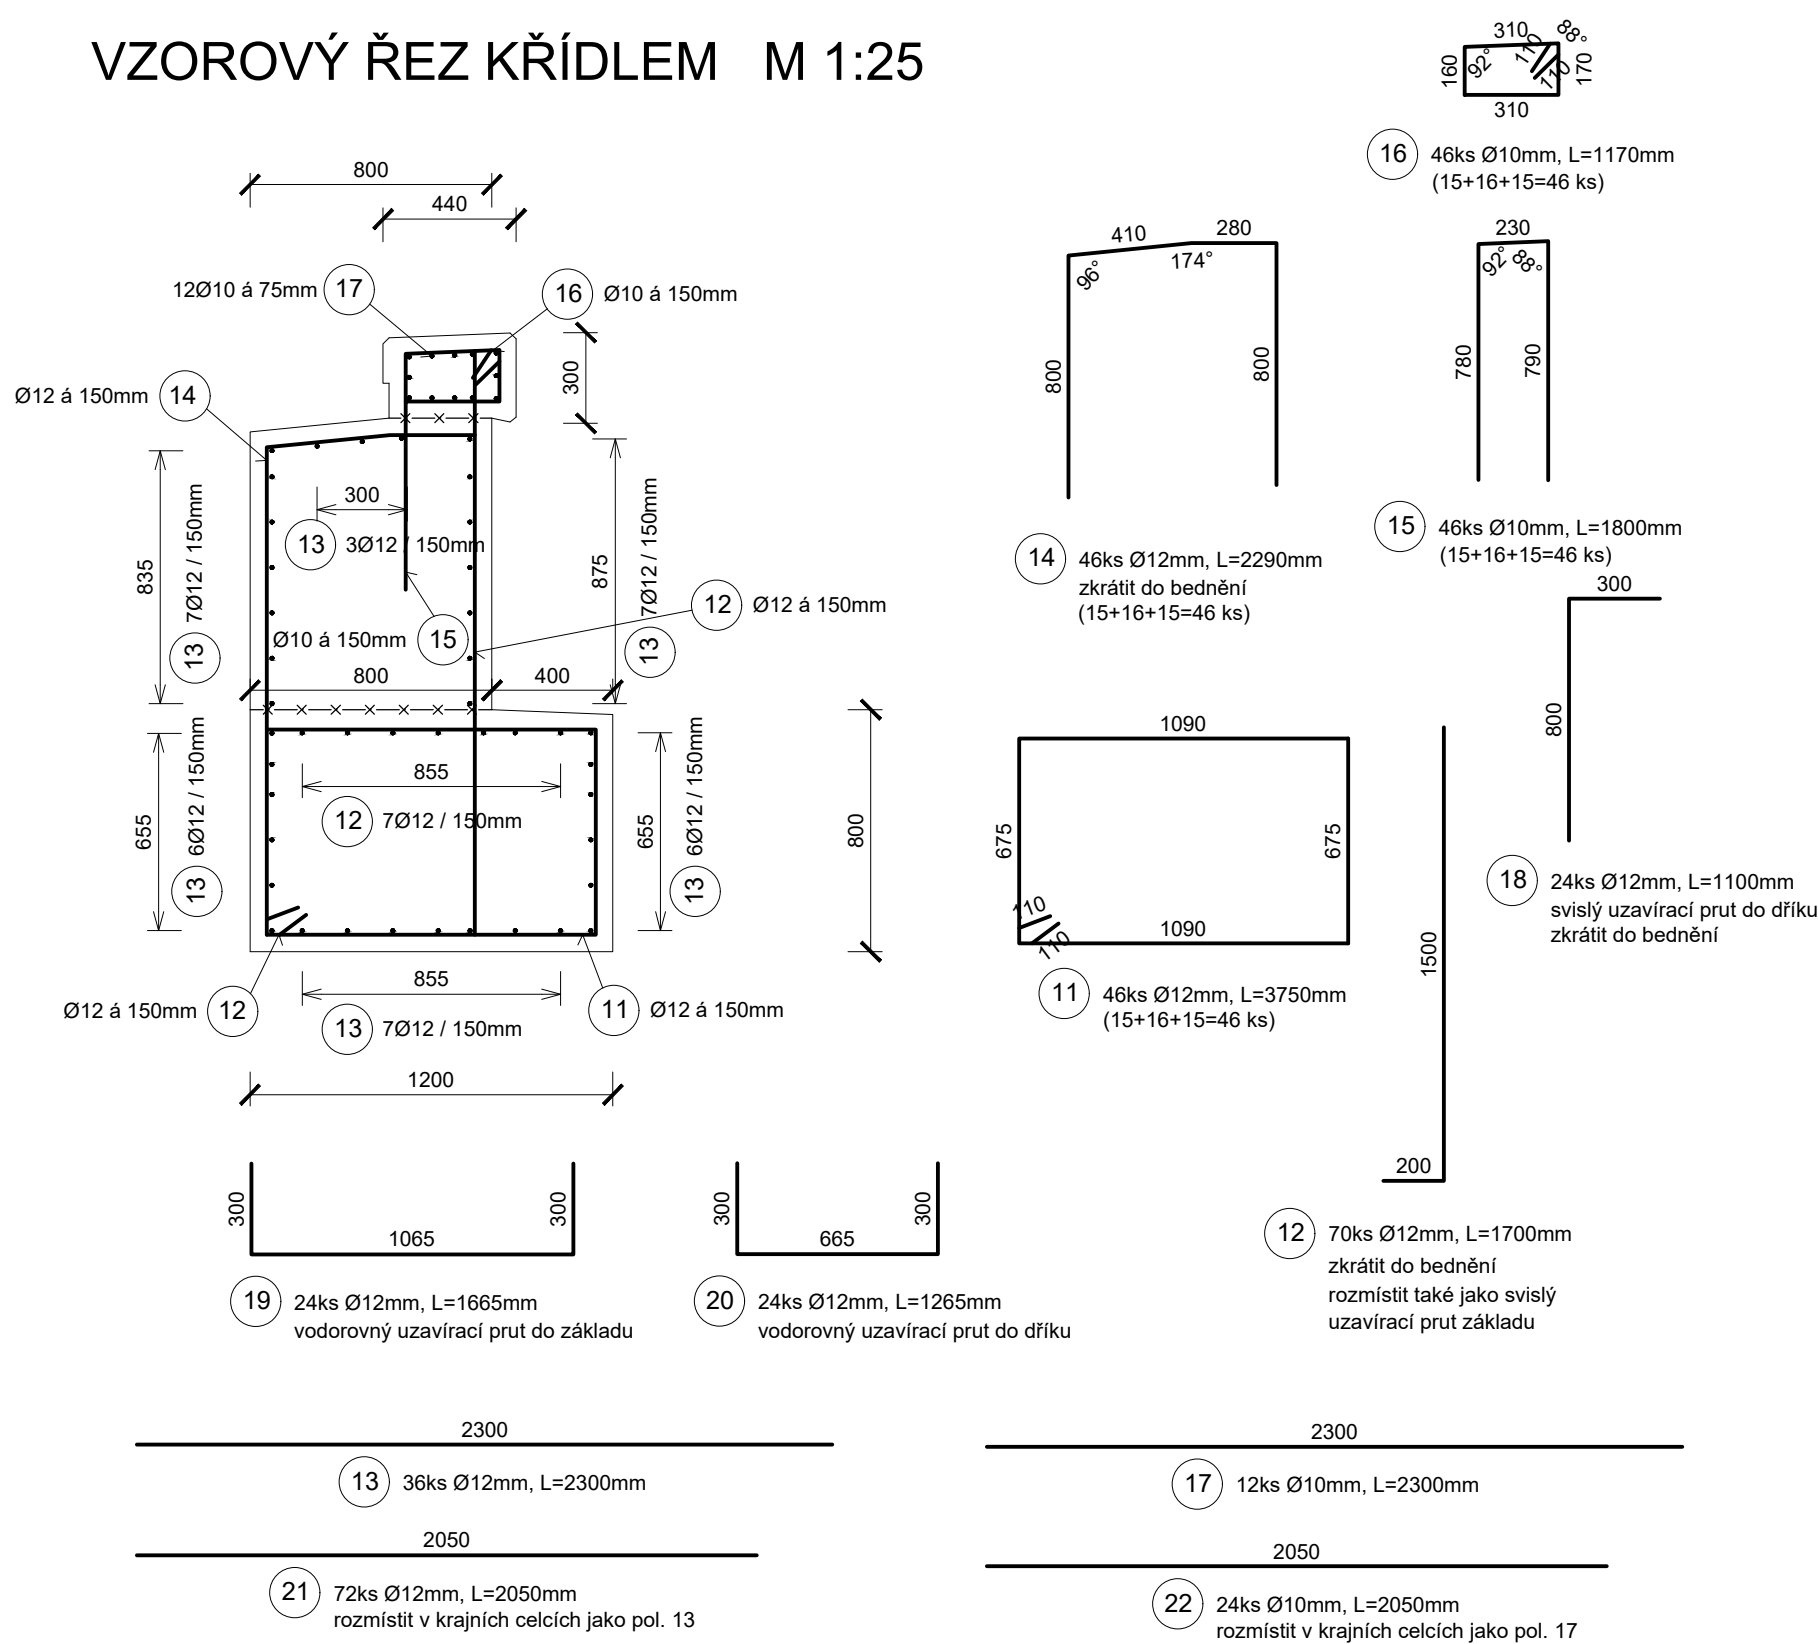 VZOROVÝ ŘEZ KŘÍDLEM M 1:25
310
88°
110
92°
160
110
170
310
16
46ks Ø10mm, L=1170mm
(15+16+15=46 ks)
800
440
12Ø10 á 75mm
17
16
Ø10 á 150mm
300
Ø12 á 150mm
14
835
7Ø12 / 150mm
13
300
13
3Ø12 / 150mm
875
7Ø12 / 150mm
13
12
Ø12 á 150mm
Ø10 á 150mm
15
800
400
655
6Ø12 / 150mm
13
855
12
7Ø12 / 150mm
655
6Ø12 / 150mm
13
800
Ø12 á 150mm
12
855
13
7Ø12 / 150mm
11
Ø12 á 150mm
1200
410
280
96°
174°
800
800
14
46ks Ø12mm, L=2290mm
zkrátit do bednění
(15+16+15=46 ks)
230
92°
88°
780
790
15
46ks Ø10mm, L=1800mm
(15+16+15=46 ks)
300
800
18
24ks Ø12mm, L=1100mm
svislý uzavírací prut do dříku
zkrátit do bednění
1090
675
675
110
110
1090
11
46ks Ø12mm, L=3750mm
(15+16+15=46 ks)
1500
200
12
70ks Ø12mm, L=1700mm
zkrátit do bednění
rozmístit také jako svislý
uzavírací prut základu
300
300
1065
19
24ks Ø12mm, L=1665mm
vodorovný uzavírací prut do základu
300
300
665
20
24ks Ø12mm, L=1265mm
vodorovný uzavírací prut do dříku
2300
13
36ks Ø12mm, L=2300mm
2300
17
12ks Ø10mm, L=2300mm
2050
21
72ks Ø12mm, L=2050mm
rozmístit v krajních celcích jako pol. 13
2050
22
24ks Ø10mm, L=2050mm
rozmístit v krajních celcích jako pol. 17